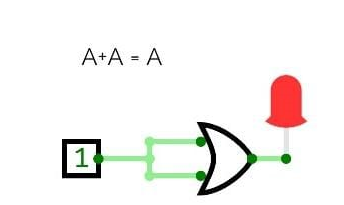 A+A = A
1